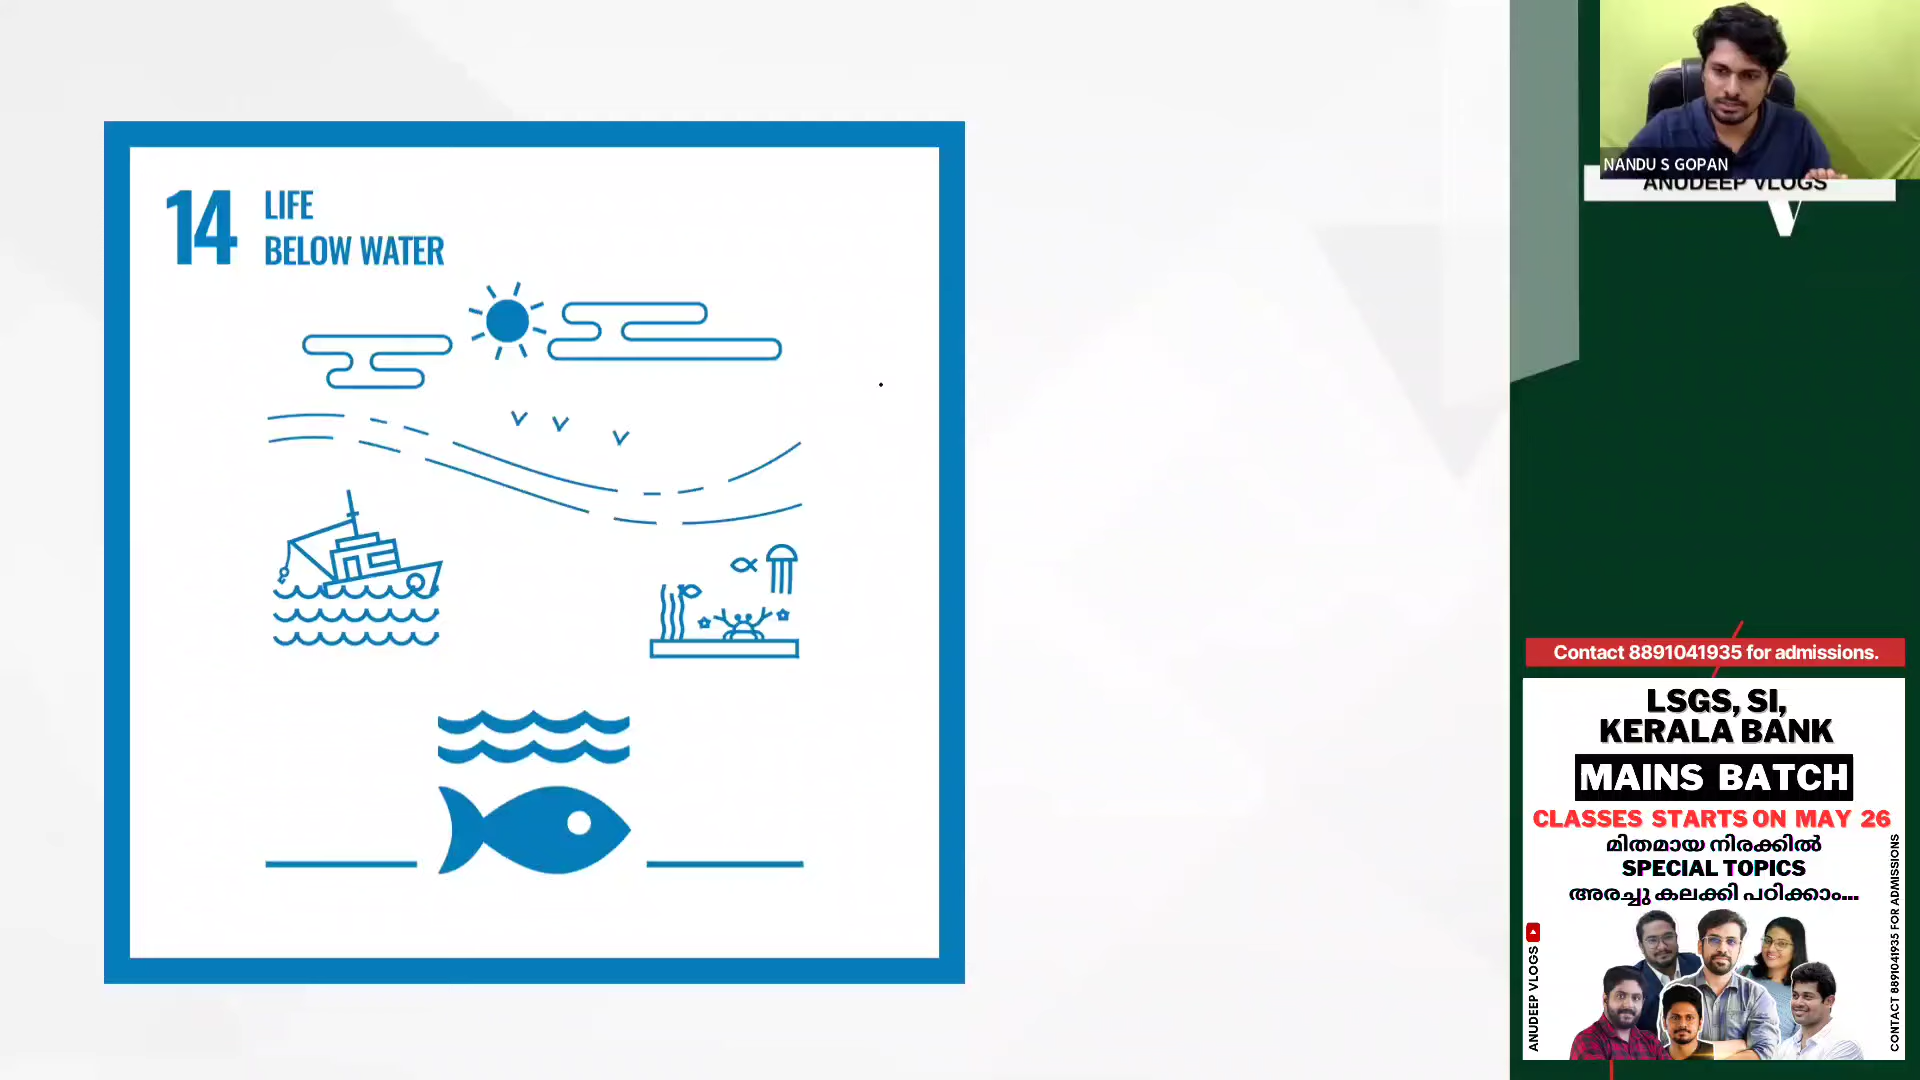 14 LIFE
BELOW WATER
NANDU S GOPAN
ANUDEEP VLOGS
Contact 8891041935 for admissions.
LSGS, SI,
KERALA BANK
MAINS BATCH
CLASSES STARTS ON MAY 26
മിതമായ നിരക്കിൽ
SPECIAL TOPICS
അരച്ചു കലക്കി പഠിക്കാം...
ANUDEEP VLOGS
CONTACT 8891041935 FOR ADMISSIONS